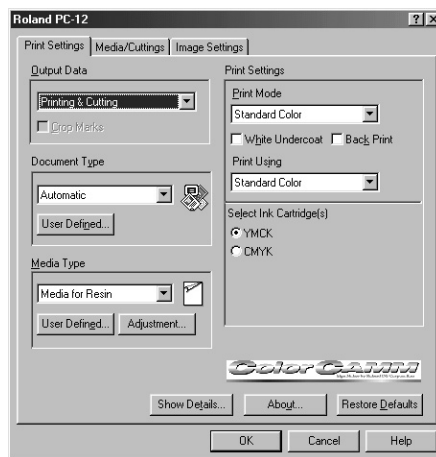 Roland PC-12
Print Settings
Media/Cuttings
Image Settings
Output Data
Printing & Cutting
Crop Marks
Document Type
Automatic
User Defined...
Media Type
Media for Resin
User Defined...
Adjustment...
Print Settings
Print Mode
Standard Color
White Undercoat
Back Print
Print Using
Standard Color
Select Ink Cartridge(s)
YMCK
CMYK
Color CAMM
Show Details...
About...
Restore Defaults
OK
Cancel
Help